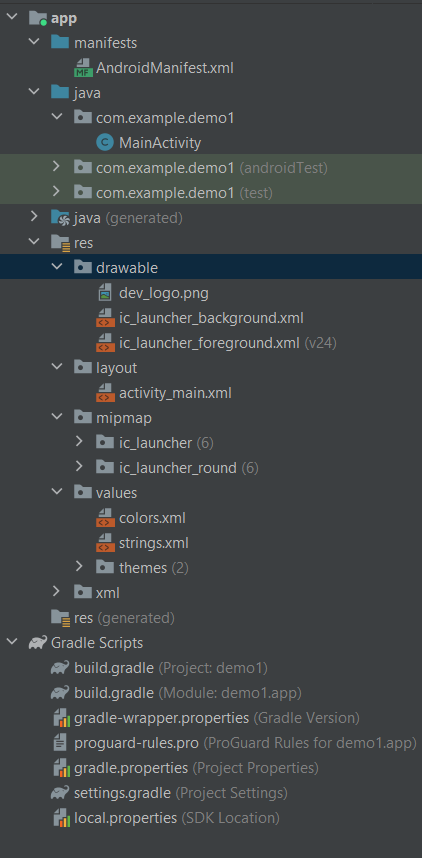 app
manifests
AndroidManifest.xml
java
com.example.demo1
MainActivity
com.example.demo1 (androidTest)
com.example.demo1 (test)
java (generated)
res
drawable
dev_logo.png
ic_launcher_background.xml
ic_launcher_foreground.xml (v24)
layout
activity_main.xml
mipmap
ic_launcher (6)
ic_launcher_round (6)
values
colors.xml
strings.xml
themes (2)
xml
res (generated)
Gradle Scripts
build.gradle (Project: demo1)
build.gradle (Module: demo1.app)
gradle-wrapper.properties (Gradle Version)
proguard-rules.pro (ProGuard Rules for demo1.app)
gradle.properties (Project Properties)
settings.gradle (Project Settings)
local.properties (SDK Location)